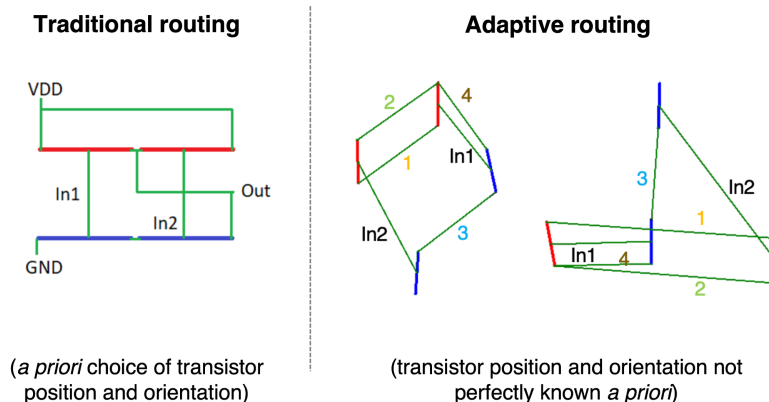 Traditional routing
VDD
In1
In2
Out
GND
(a priori choice of transistor
position and orientation)
Adaptive routing
2
4
1
In1
In2
3
3
In2
1
In1
4
2
(transistor position and orientation not
perfectly known a priori)